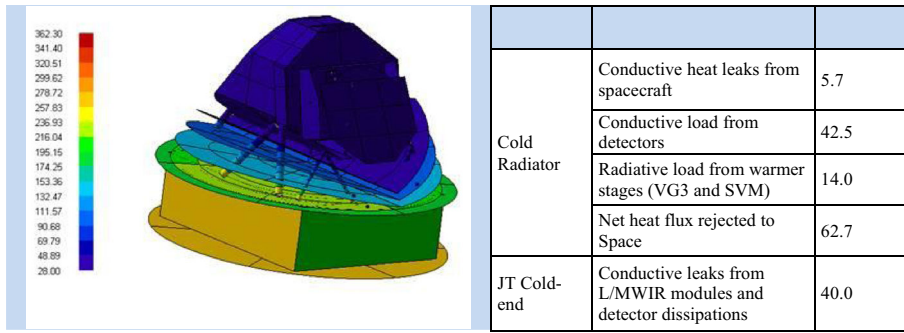 362.30
341.40
320.51
299.62
278.72
257.83
236.93
216.04
195.15
174.25
153.36
132.47
111.57
90.68
69.79
48.89
28.00
Cold
Radiator
Conductive heat leaks from
spacecraft
5.7
Conductive load from
detectors
42.5
Radiative load from warmer
stages (VG3 and SVM)
14.0
Net heat flux rejected to
Space
62.7
JT Cold-
end
Conductive leaks from
L/MWIR modules and
detector dissipations
40.0